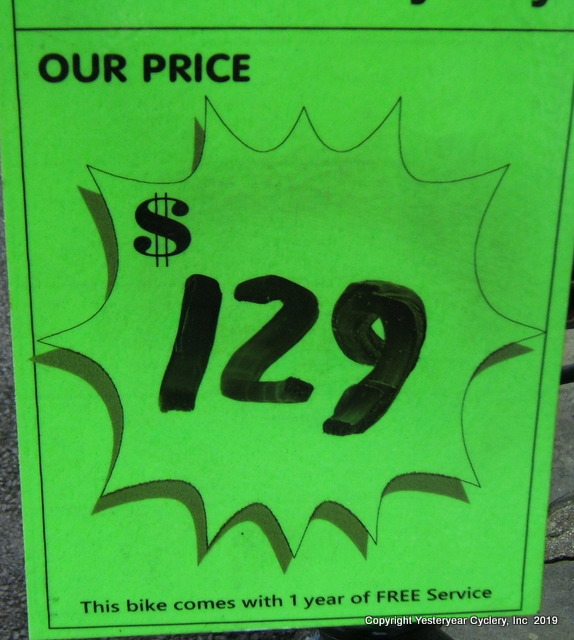 OUR PRICE
$
129
This bike comes with 1 year of FREE Service
Copyright Yesteryear Cyclery, Inc  2019